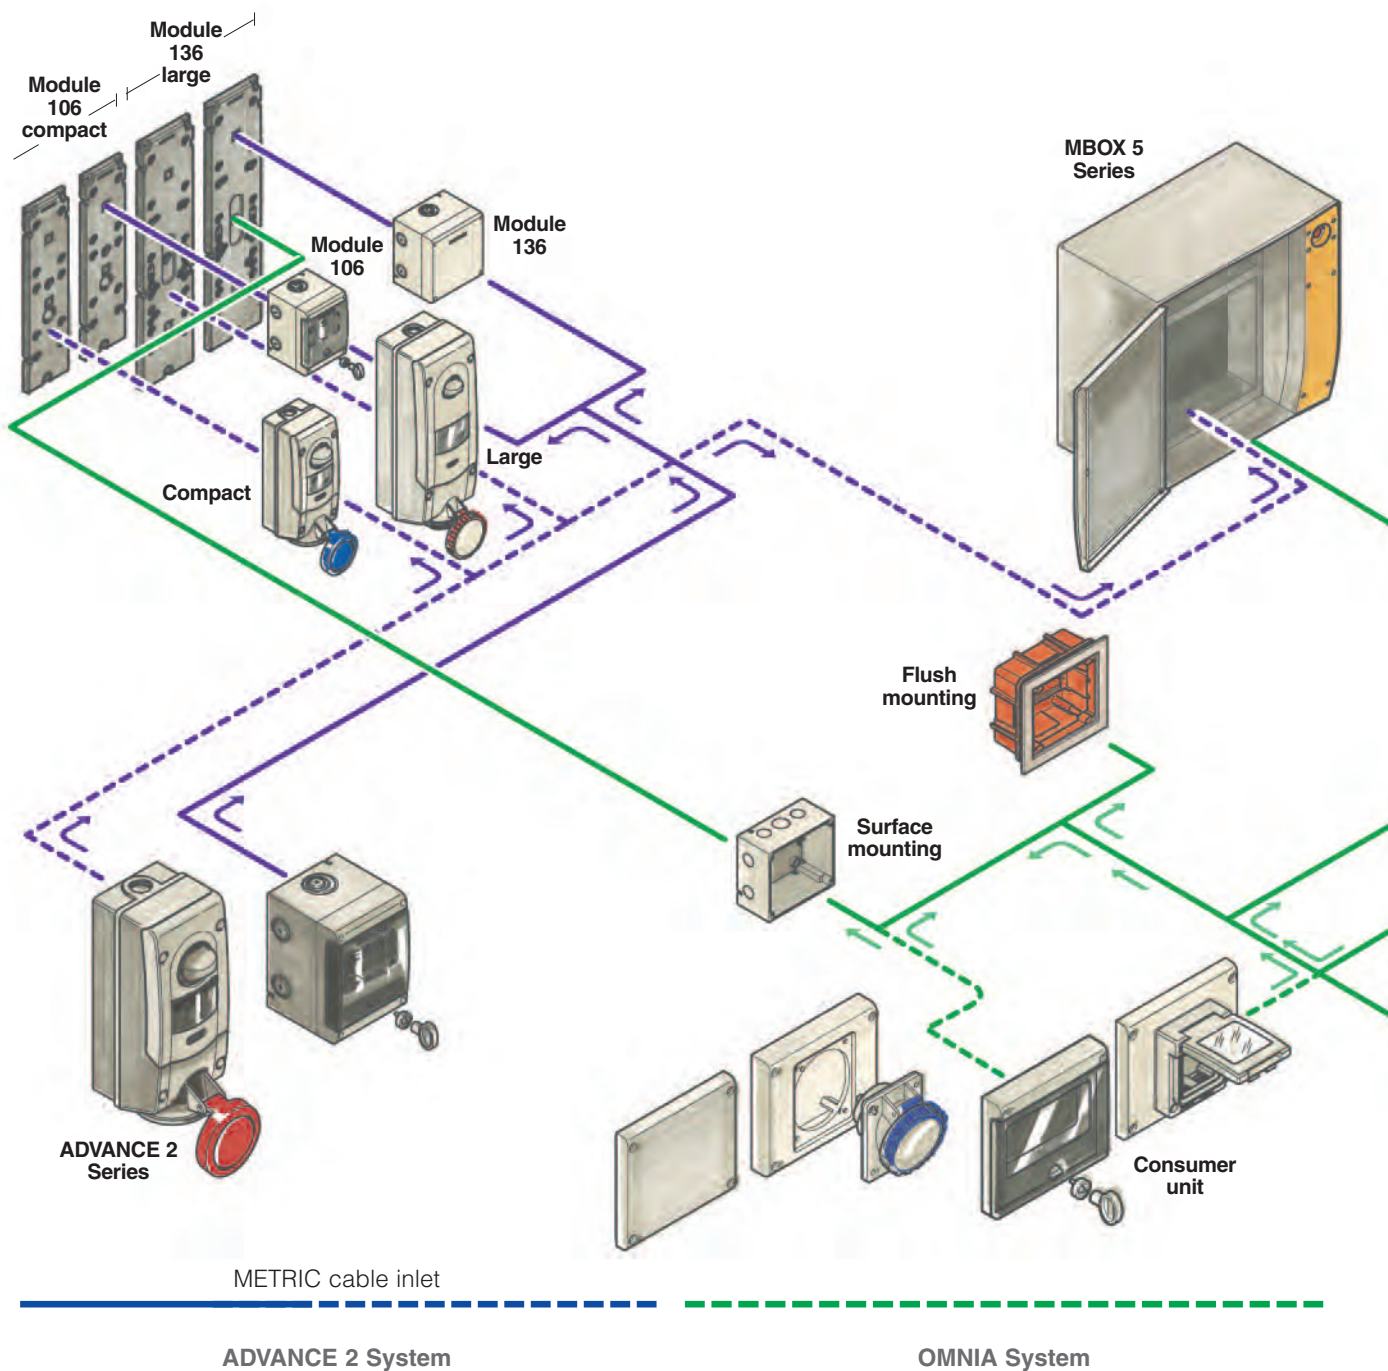 Module
136
large
Module
106
compact
MBOX 5
Series
Module
136
Module
106
Large
Compact
Flush
mounting
Surface
mounting
ADVANCE 2
Series
Consumer
unit
METRIC cable inlet
ADVANCE 2 System
OMNIA System